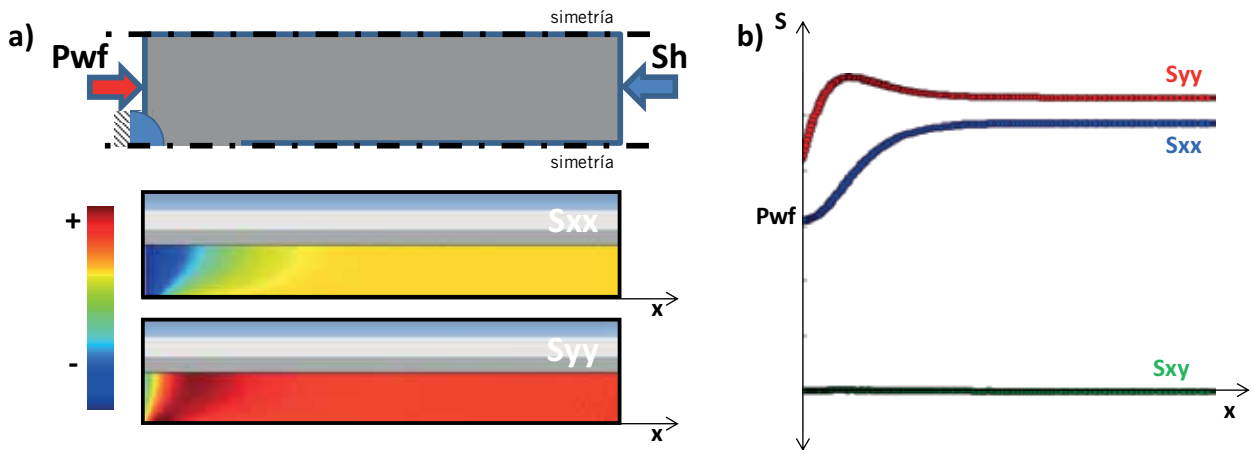 a)
simetría
Pwf
Sh
simetría
+
-
Sxx
x
Syy
x
b)
S
Syy
Sxx
Pwf
Sxy
x